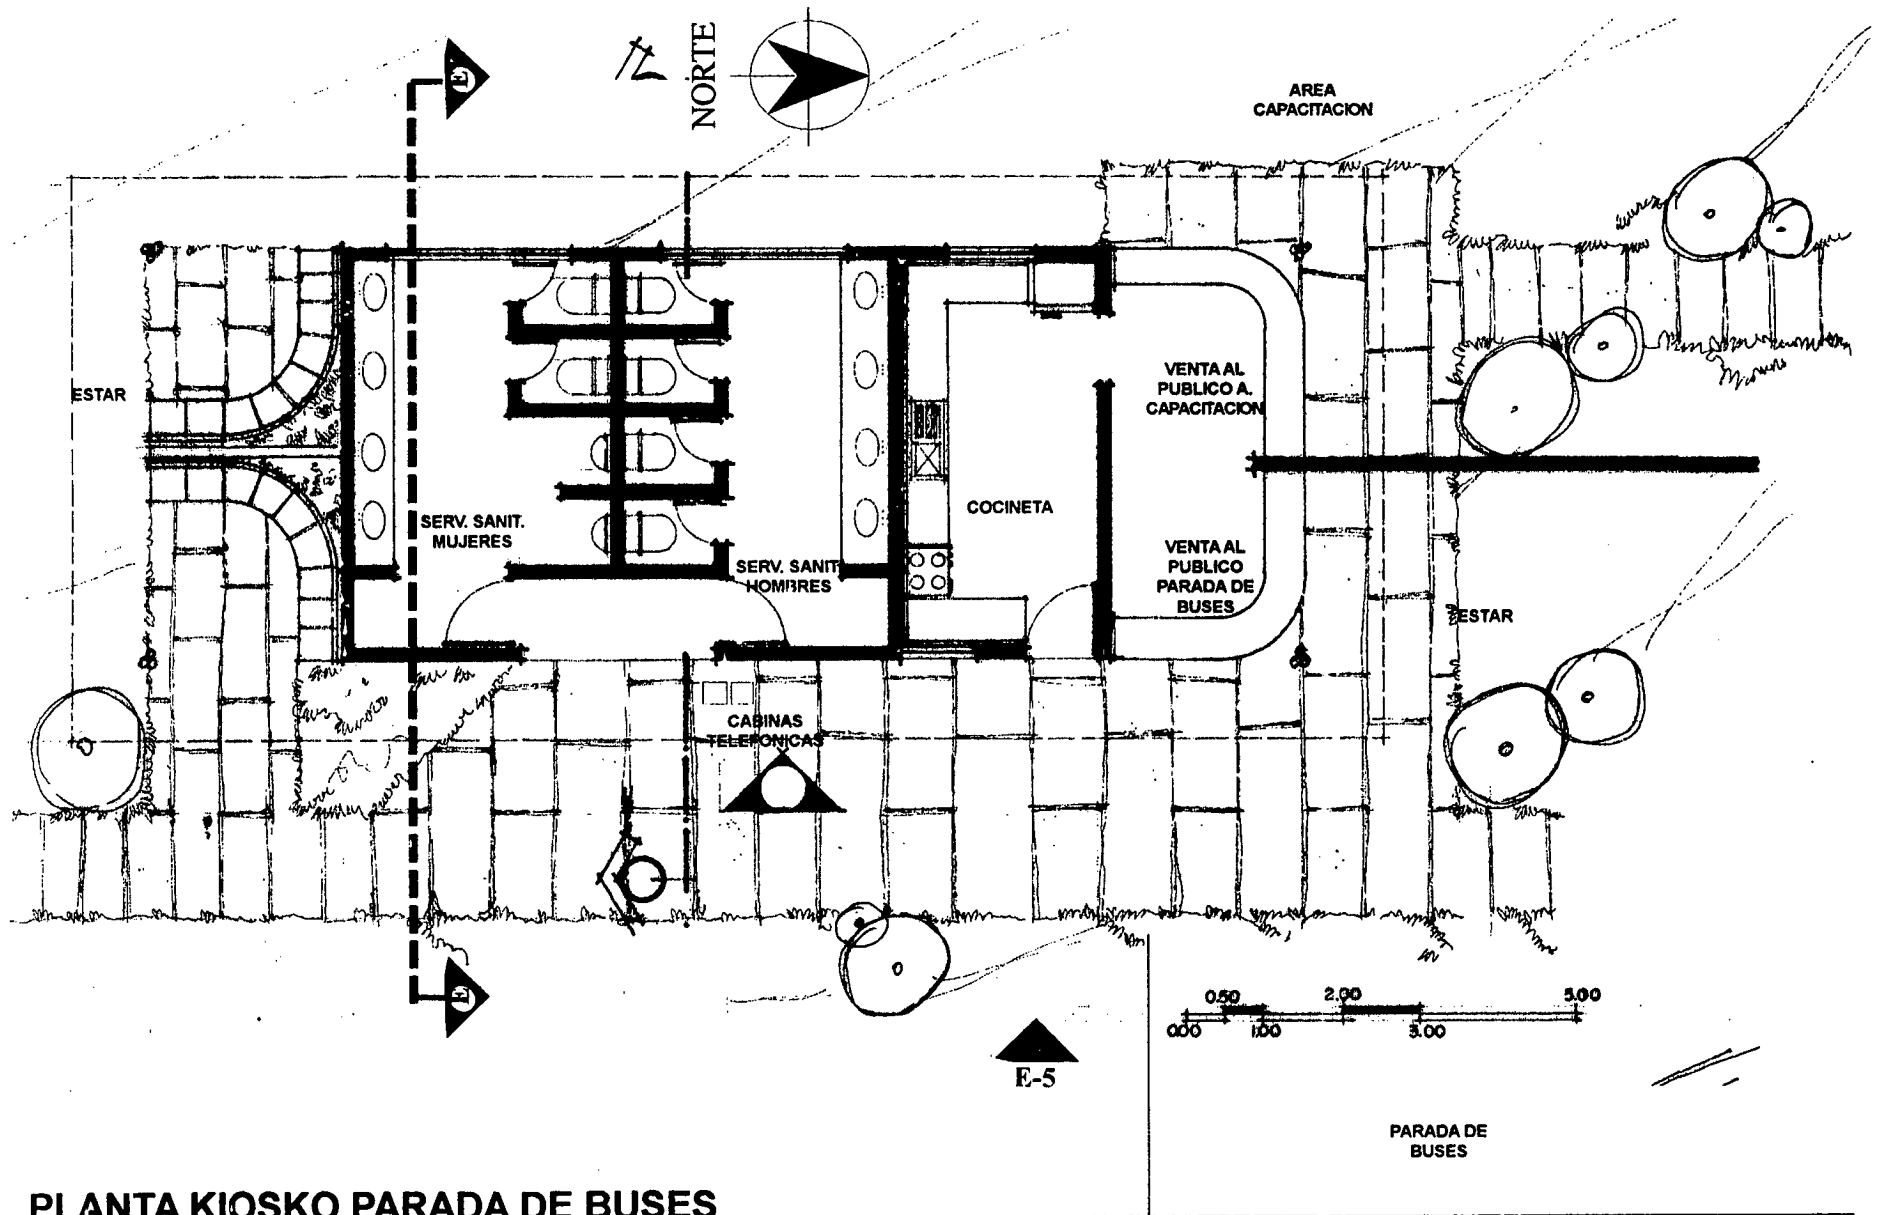 E
NORTE
AREA
CAPACITACION
ESTAR
VENTA AL
PUBLICO A.
CAPACITACION
COCINETA
SERV. SANIT.
MUJERES
SERV. SANIT.
HOMBRES
VENTA AL
PUBLICO
PARADA DE
BUSES
ESTAR
CABINAS
TELEFONICAS
E
0.50 2.00 5.00
0.00 1.00 3.00
E-5
PARADA DE
BUSES
PLANTA KIOSKO PARADA DE BUSES